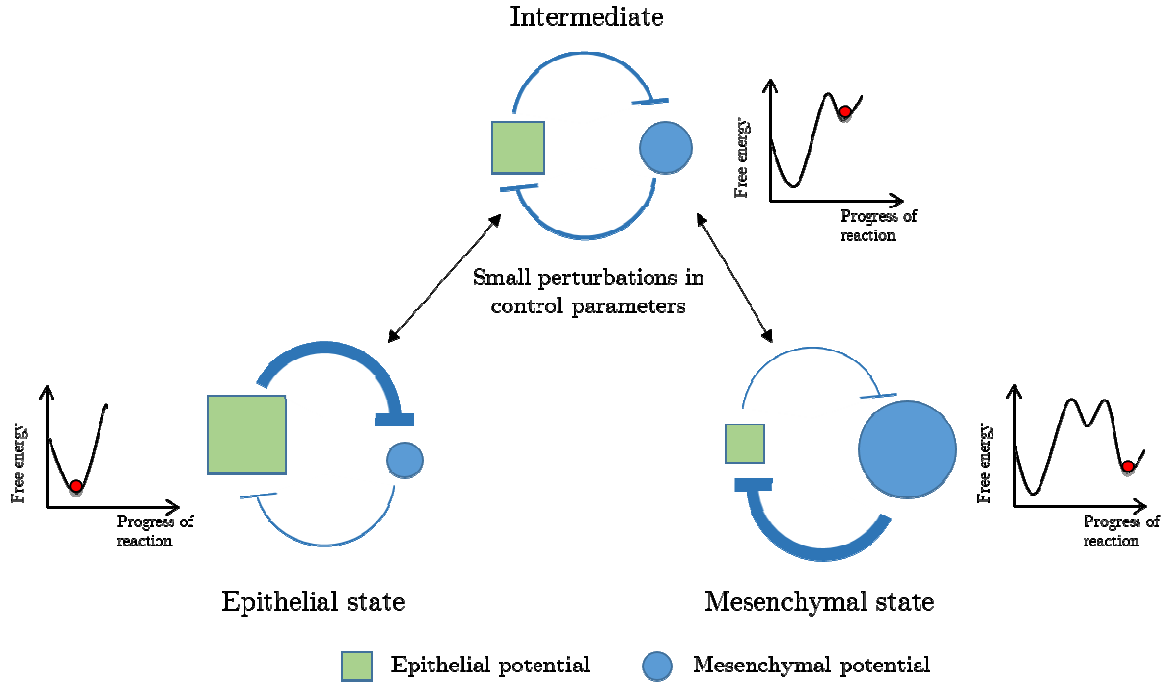 Intermediate
Free energy
Progress of
reaction
Small perturbations in
control parameters
Free energy
Progress of
reaction
Free energy
Progress of
reaction
Epithelial state
Mesenchymal state
Epithelial potential
Mesenchymal potential